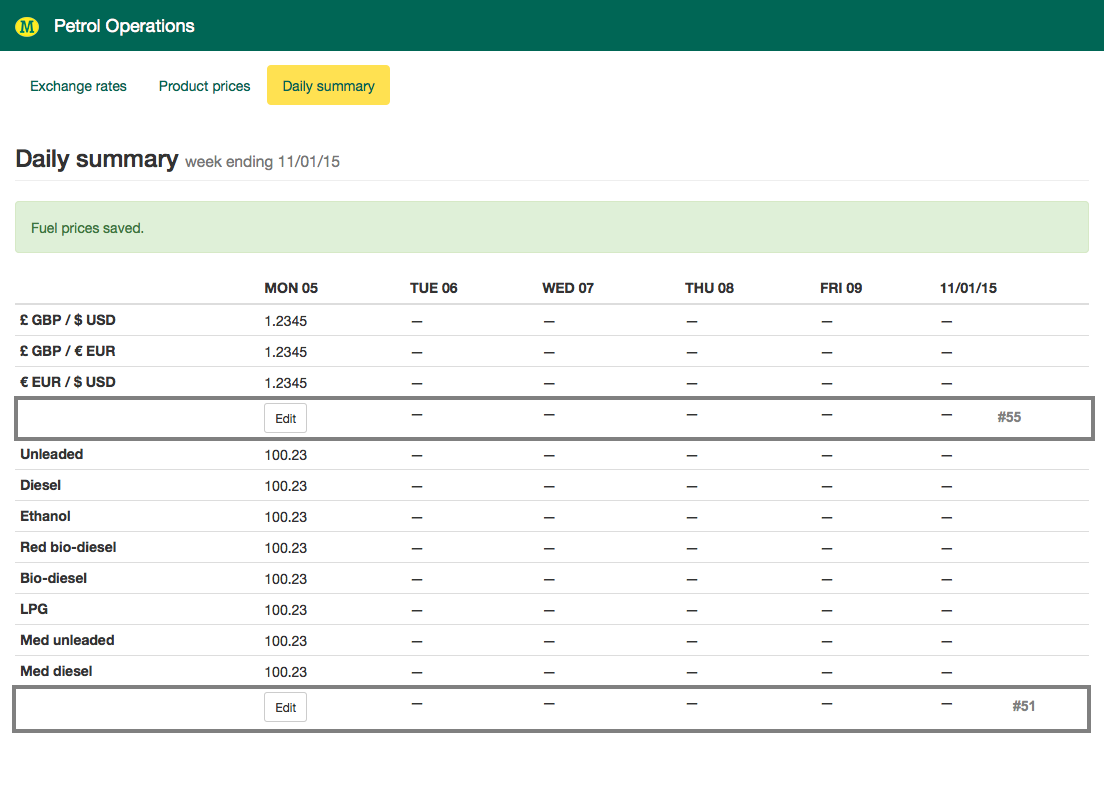 M Petrol Operations
Exchange rates Product prices Daily summary
Daily summary week ending 11/01/15
Fuel prices saved.
MON 05 TUE 06 WED 07 THU 08 FRI 09 11/01/15
£ GBP / $ USD 1.2345 — — — — —
£ GBP / € EUR 1.2345 — — — — —
€ EUR / $ USD 1.2345 — — — — —
Edit — — — — — #55
Unleaded 100.23 — — — — —
Diesel 100.23 — — — — —
Ethanol 100.23 — — — — —
Red bio-diesel 100.23 — — — — —
Bio-diesel 100.23 — — — — —
LPG 100.23 — — — — —
Med unleaded 100.23 — — — — —
Med diesel 100.23 — — — — —
Edit — — — — — #51